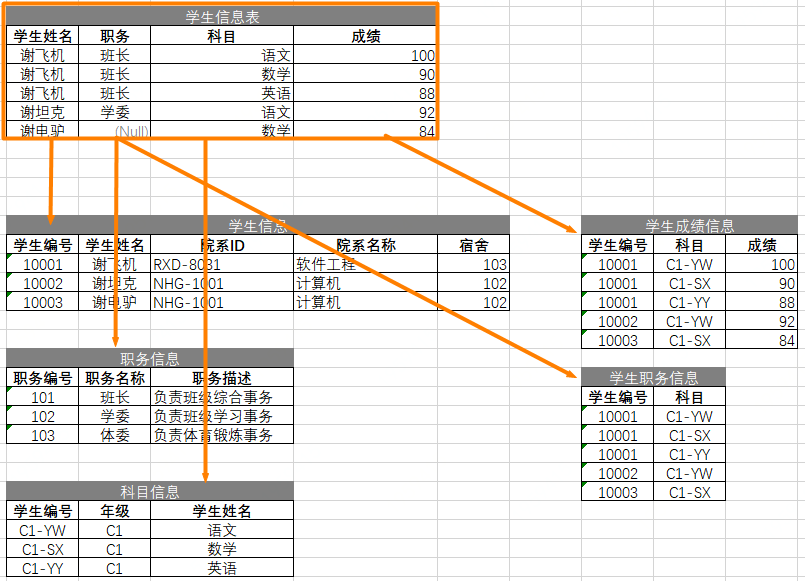 学生信息表
学生姓名 职务 科目 成绩
谢飞机 班长 语文 100
谢飞机 班长 数学 90
谢飞机 班长 英语 88
谢坦克 学委 语文 92
谢电驴 (Null) 数学 84
学生信息
学生编号 学生姓名 院系ID 院系名称 宿舍
10001 谢飞机 RXD-8081 软件工程 103
10002 谢坦克 NHG-1001 计算机 102
10003 谢电驴 NHG-1001 计算机 102
学生成绩信息
学生编号 科目 成绩
10001 C1-YW 100
10001 C1-SX 90
10001 C1-YY 88
10002 C1-YW 92
10003 C1-SX 84
职务信息
职务编号 职务名称 职务描述
101 班长 负责班级综合事务
102 学委 负责班级学习事务
103 体委 负责体育锻炼事务
学生职务信息
学生编号 科目
10001 C1-YW
10001 C1-SX
10001 C1-YY
10002 C1-YW
10003 C1-SX
科目信息
学生编号 年级 学生姓名
C1-YW C1 语文
C1-SX C1 数学
C1-YY C1 英语